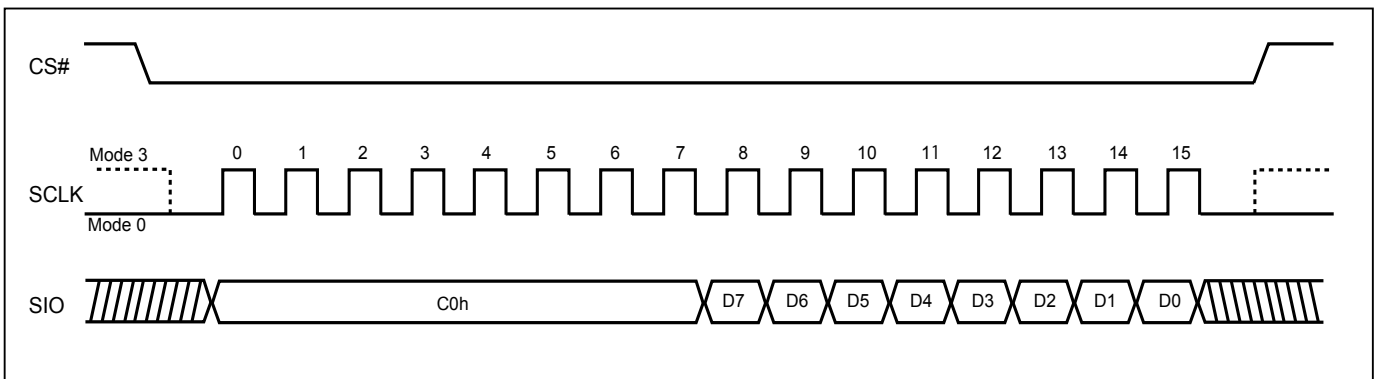 CS#
Mode 3 0 1 2 3 4 5 6 7 8 9 10 11 12 13 14 15
SCLK
Mode 0
SIO C0h D7 D6 D5 D4 D3 D2 D1 D0